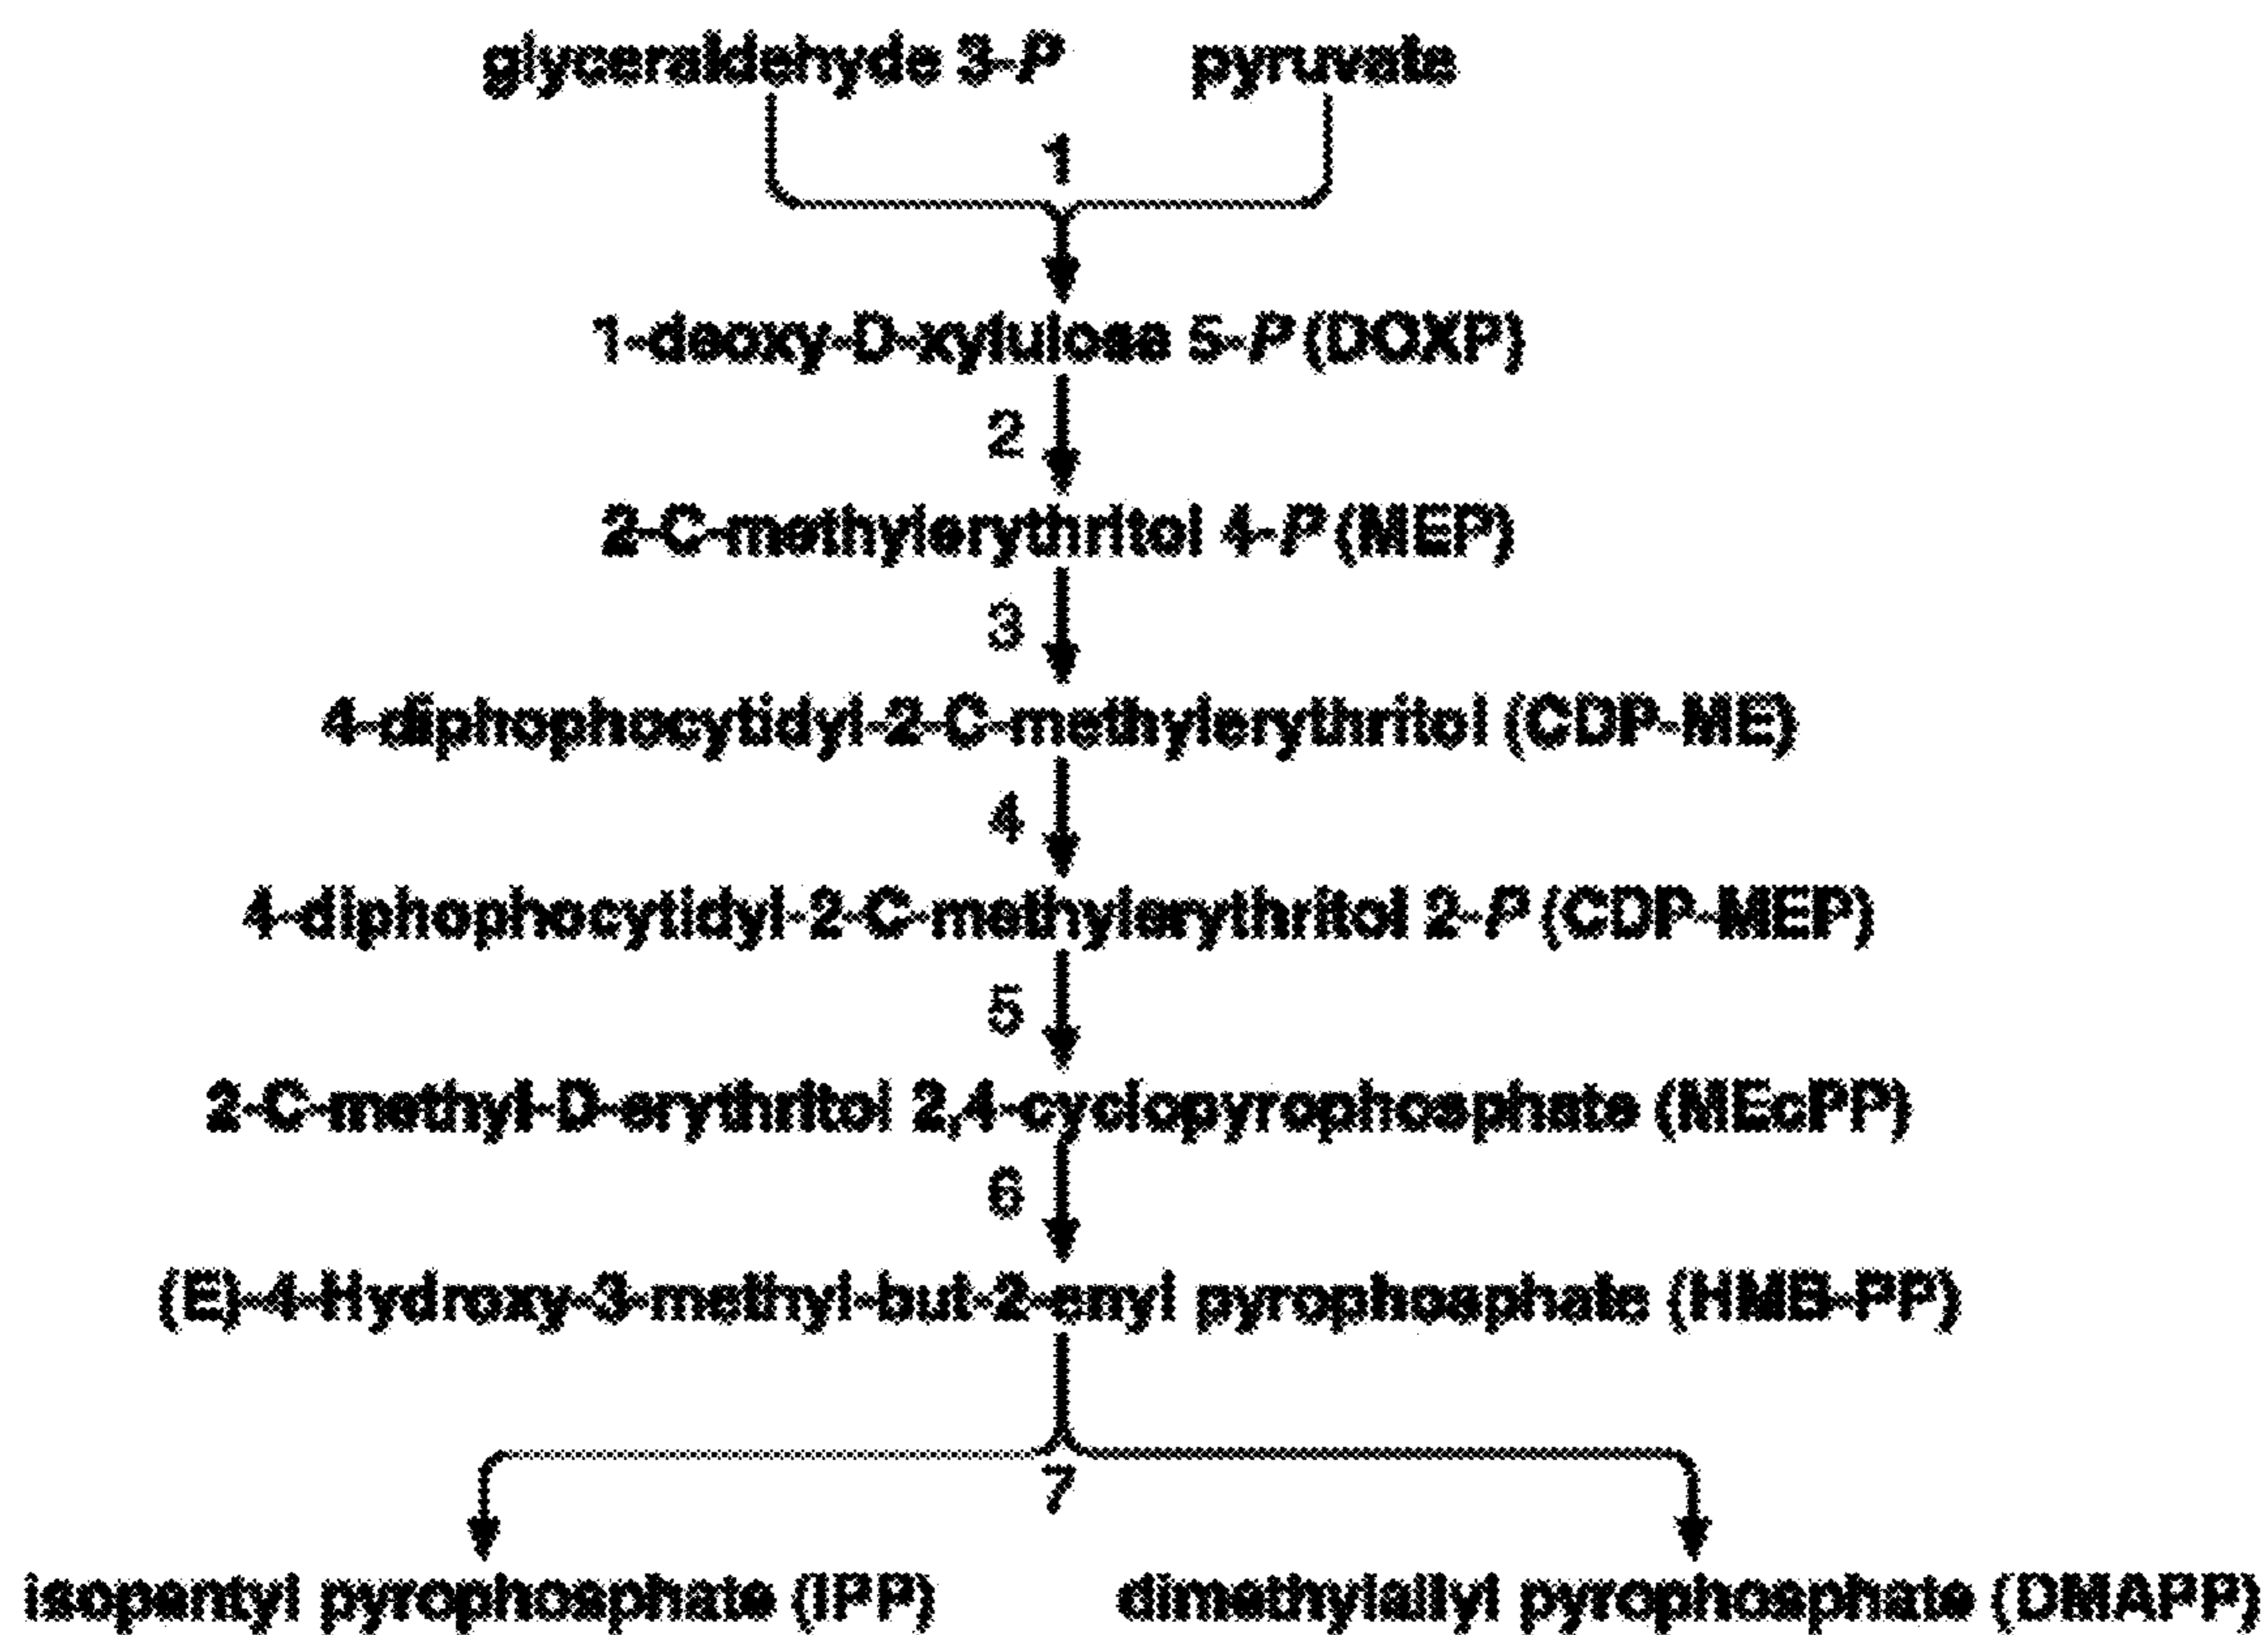 glyceraldehyde 3-P pyruvate
1
1-deoxy-D-xylulose 5-P (DOXP)
2
2-C-methylerythritol 4-P (MEP)
3
4-diphophocytidyl-2-C-methylerythritol (CDP-ME)
4
4-diphophocytidyl-2-C-methylerythritol 2-P (CDP-MEP)
5
2-C-methyl-D-erythritol 2,4-cyclopyrophosphate (MEcPP)
6
(E)-4-Hydroxy-3-methyl-but-2-enyl pyrophosphate (HMB-PP)
7
isopentyl pyrophosphate (IPP) dimethylallyl pyrophosphate (DMAPP)